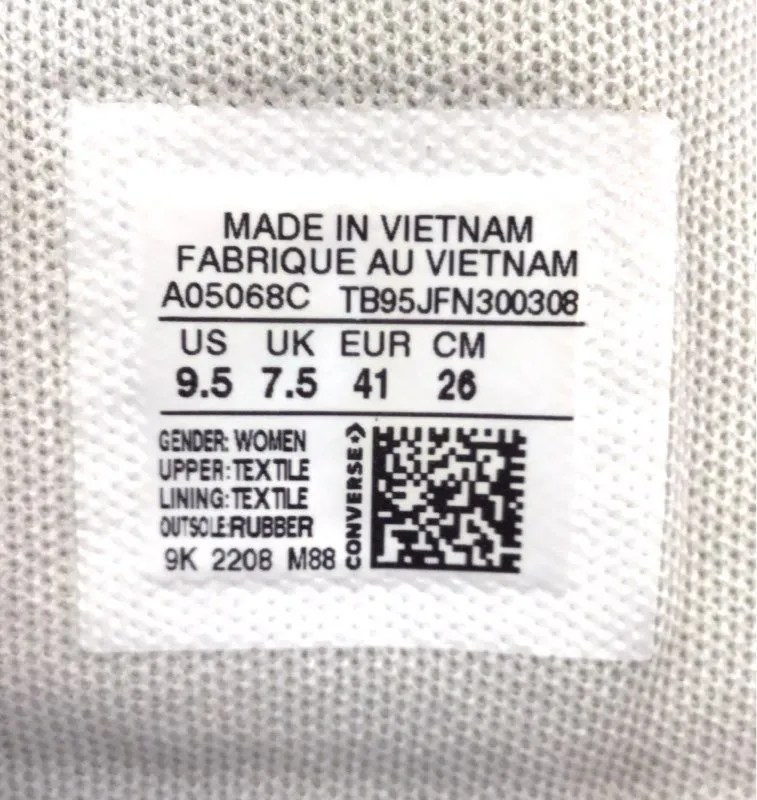 MADE IN VIETNAM
FABRIQUE AU VIETNAM
A05068C TB95JFN300308
US UK EUR CM
9.5 7.5 41 26
GENDER: WOMEN
UPPER:TEXTILE
LINING:TEXTILE
OUTSOLE:RUBBER
9K 2208 M88
CONVERSE